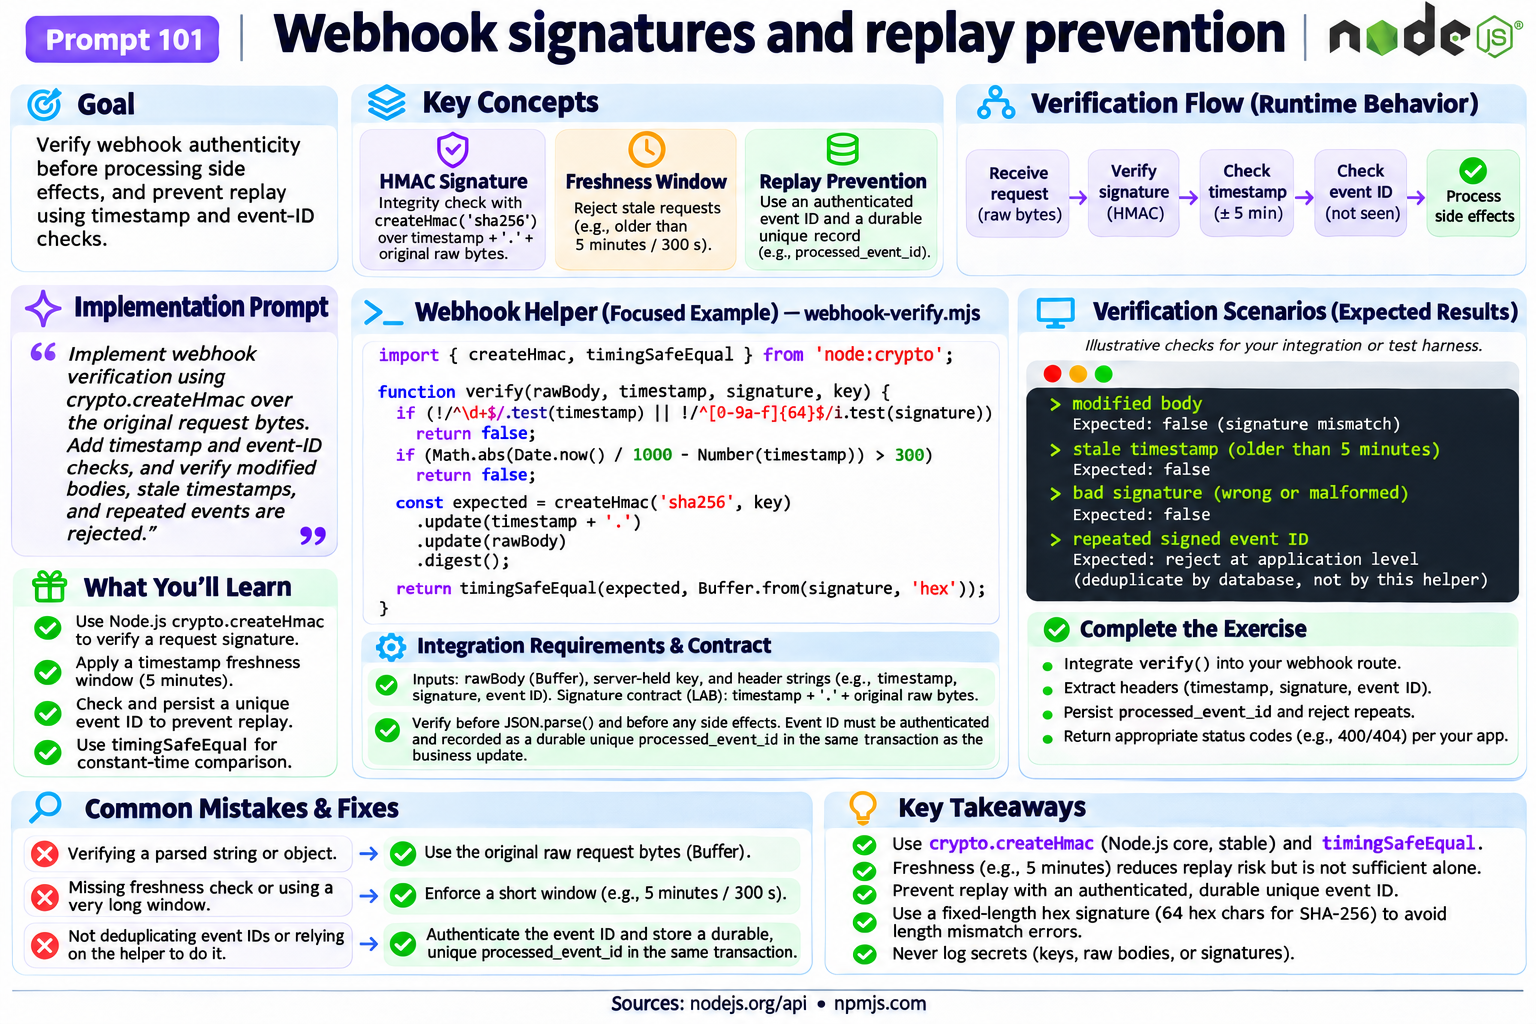 Prompt 101
Webhook signatures and replay prevention
node
JS
®
Goal
Verify webhook authenticity
before processing side
effects, and prevent replay
using timestamp and event-ID
checks.
Key Concepts
HMAC Signature
Integrity check with
createHmac('sha256')
over timestamp + '.' +
original raw bytes.
Freshness Window
Reject stale requests
(e.g., older than
5 minutes / 300 s).
Replay Prevention
Use an authenticated
event ID and a durable
unique record
(e.g., processed_event_id).
Verification Flow (Runtime Behavior)
Receive
request
(raw bytes)
Verify
signature
(HMAC)
Check
timestamp
(± 5 min)
Check
event ID
(not seen)
Process
side effects
Implementation Prompt
“ Implement webhook
verification using
crypto.createHmac over
the original request bytes.
Add timestamp and event-ID
checks, and verify modified
bodies, stale timestamps,
and repeated events are
rejected.” ”
What You’ll Learn
Use Node.js crypto.createHmac
to verify a request signature.
Apply a timestamp freshness
window (5 minutes).
Check and persist a unique
event ID to prevent replay.
Use timingSafeEqual for
constant-time comparison.
Webhook Helper (Focused Example) — webhook-verify.mjs
import { createHmac, timingSafeEqual } from 'node:crypto';
function verify(rawBody, timestamp, signature, key) {
if (!/^\d+$/.test(timestamp) || !/^[0-9a-f]{64}$/i.test(signature))
return false;
if (Math.abs(Date.now() / 1000 - Number(timestamp)) > 300)
return false;
const expected = createHmac('sha256', key)
.update(timestamp + '.')
.update(rawBody)
.digest();
return timingSafeEqual(expected, Buffer.from(signature, 'hex'));
}
Integration Requirements & Contract
Inputs: rawBody (Buffer), server-held key, and header strings (e.g., timestamp,
signature, event ID). Signature contract (LAB): timestamp + '.' + original raw bytes.
Verify before JSON.parse() and before any side effects. Event ID must be authenticated
and recorded as a durable unique processed_event_id in the same transaction as the
business update.
Verification Scenarios (Expected Results)
Illustrative checks for your integration or test harness.
> modified body
Expected: false (signature mismatch)
> stale timestamp (older than 5 minutes)
Expected: false
> bad signature (wrong or malformed)
Expected: false
> repeated signed event ID
Expected: reject at application level
(deduplicate by database, not by this helper)
Complete the Exercise
• Integrate verify() into your webhook route.
• Extract headers (timestamp, signature, event ID).
• Persist processed_event_id and reject repeats.
• Return appropriate status codes (e.g., 400/404) per your app.
Common Mistakes & Fixes
Verifying a parsed string or object. → Use the original raw request bytes (Buffer).
Missing freshness check or using a
very long window. → Enforce a short window (e.g., 5 minutes / 300 s).
Not deduplicating event IDs or relying
on the helper to do it. →
Authenticate the event ID and store a durable,
unique processed_event_id in the same transaction.
Key Takeaways
Use crypto.createHmac (Node.js core, stable) and timingSafeEqual.
Freshness (e.g., 5 minutes) reduces replay risk but is not sufficient alone.
Prevent replay with an authenticated, durable unique event ID.
Use a fixed-length hex signature (64 hex chars for SHA-256) to avoid
length mismatch errors.
Never log secrets (keys, raw bodies, or signatures).
Sources: nodejs.org/api • npmjs.com